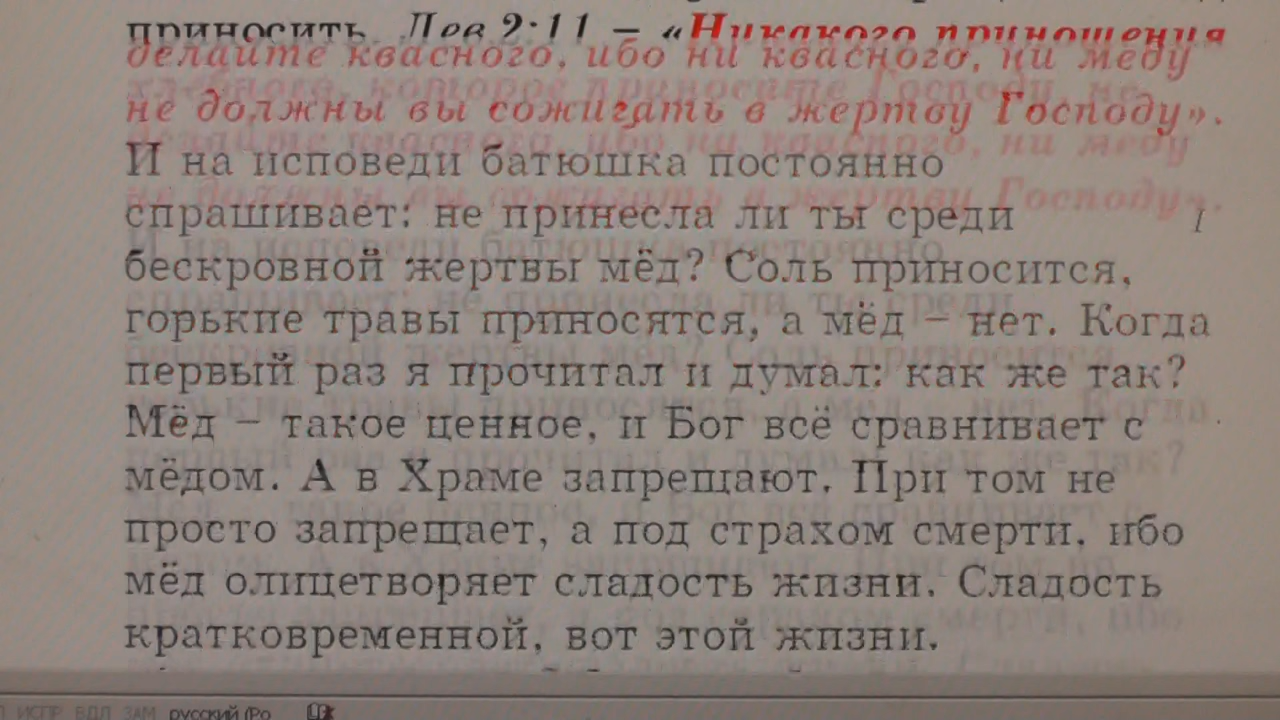 приносить. Лев 2:11 – «Никакого приношения
делайте квасного, ибо ни квасного, ни мёду
не должны вы сожигать в жертву Господу».
И на исповеди батюшка постоянно
спрашивает: не принесла ли ты среди
бескровной жертвы мёд? Соль приносится,
горькие травы приносятся, а мёд – нет. Когда
первый раз я прочитал и думал: как же так?
Мёд – такое ценное, и Бог всё сравнивает с
мёдом. А в Храме запрещают. При том не
просто запрещает, а под страхом смерти, ибо
мёд олицетворяет сладость жизни. Сладость
кратковременной, вот этой жизни.
ИСПР ВДЛ ЗАМ русский (Ро